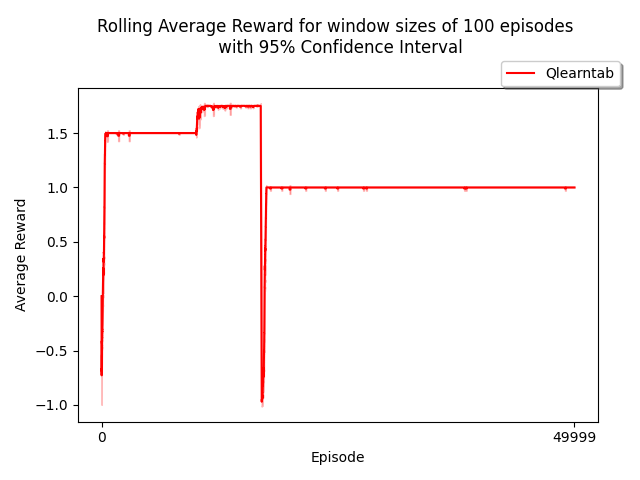 Rolling Average Reward for window sizes of 100 episodes
with 95% Confidence Interval
Qlearntab
1.5
1.0
0.5
0.0
−0.5
−1.0
Average Reward
0
49999
Episode